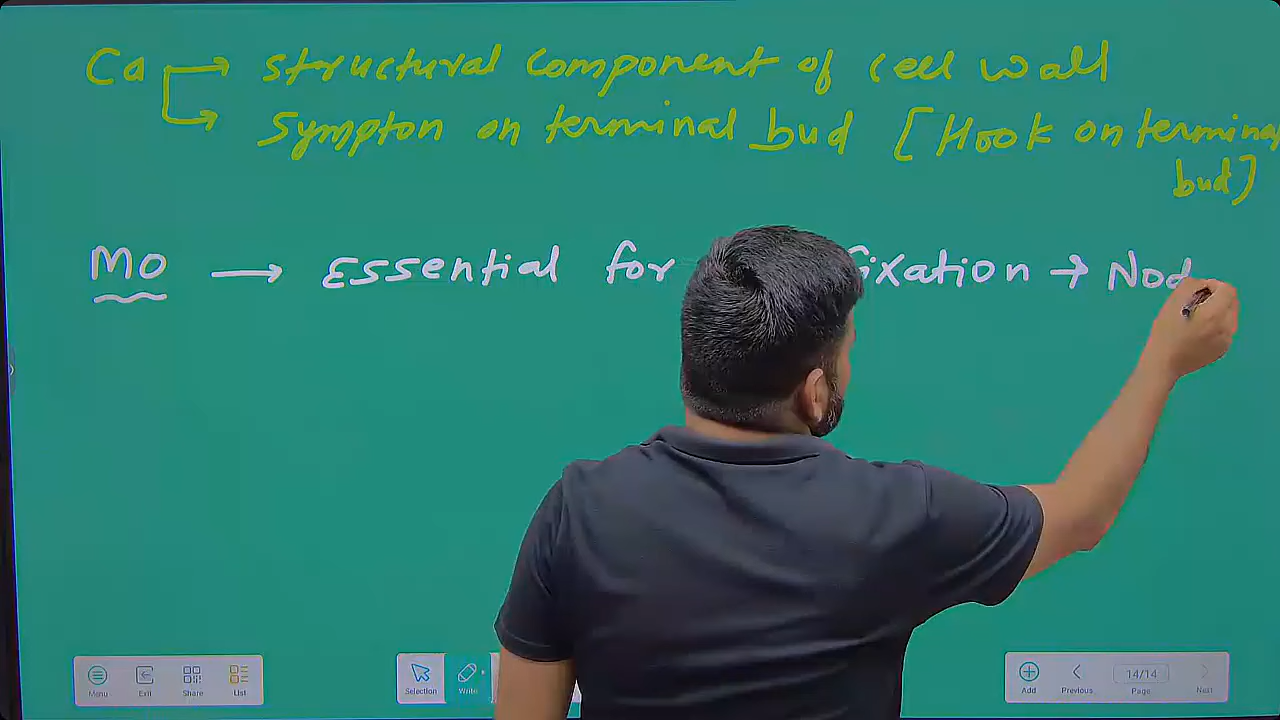 Ca → structural component of cell wall
→ Sympton on terminal bud [Hook on terminal
bud]
Mo → Essential for fixation → Nod
Menu
Exit
Share
List
Selection
Write
Add
Previous
14/14
Page
Next